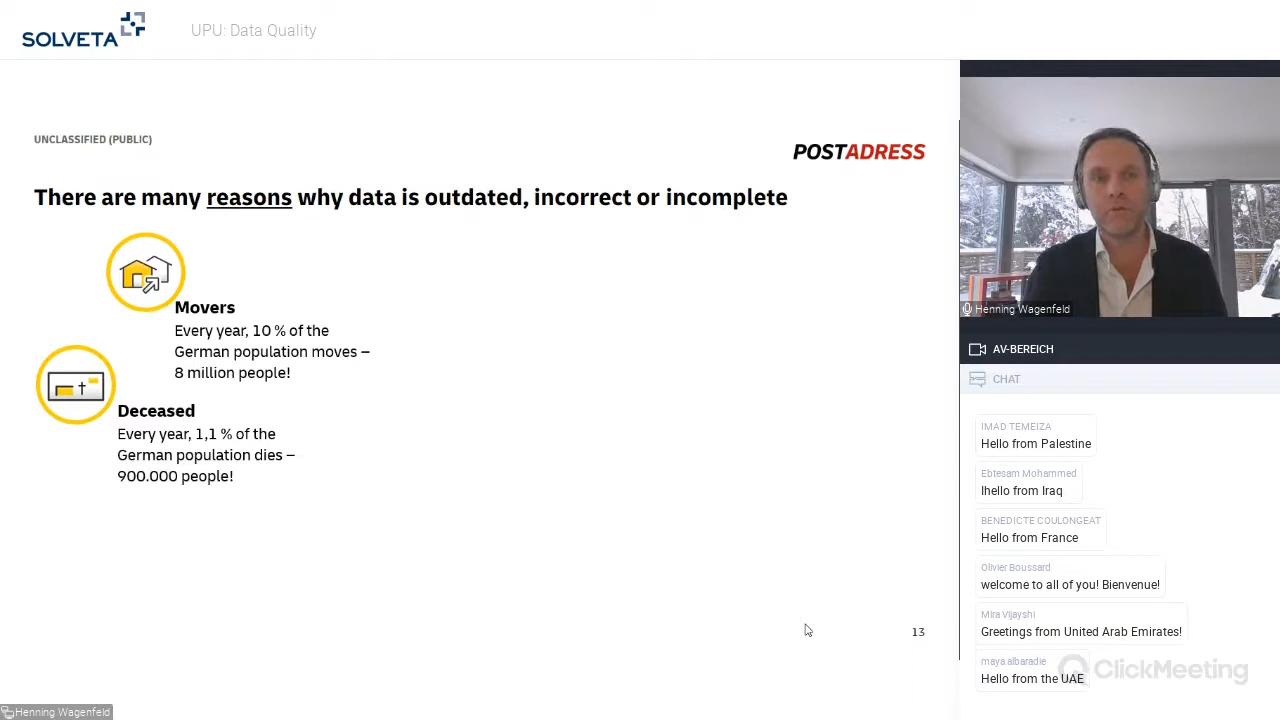 SOLVETA
UPU: Data Quality
UNCLASSIFIED (PUBLIC)
POSTADRESS
There are many reasons why data is outdated, incorrect or incomplete
Movers
Every year, 10 % of the
German population moves –
8 million people!
Deceased
Every year, 1,1 % of the
German population dies –
900.000 people!
13
Henning Wagenfeld
Henning Wagenfeld
AV-BEREICH
CHAT
IMAD TEMEIZA
Hello from Palestine
Ebtesam Mohammed
Ihello from Iraq
BENEDICTE COULONGEAT
Hello from France
Olivier Boussard
welcome to all of you! Bienvenue!
Mira Vijayshi
Greetings from United Arab Emirates!
maya albaradie
Hello from the UAE
ClickMeeting